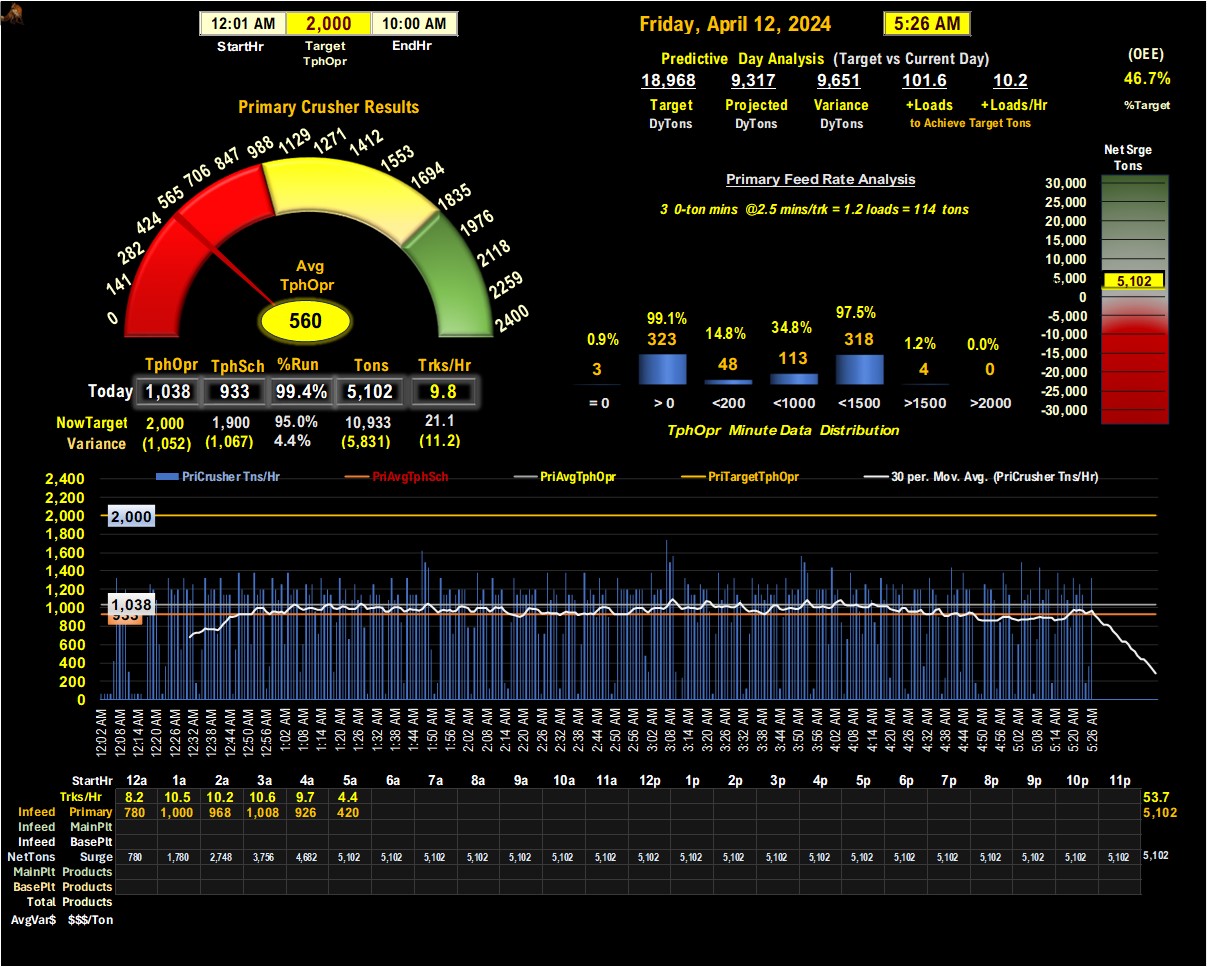 12:01 AM 2,000 10:00 AM
StartHr Target EndHr
TphOpr
Friday, April 12, 2024 5:26 AM
Predictive Day Analysis (Target vs Current Day)
18,968 9,317 9,651 101.6 10.2
Target Projected Variance +Loads +Loads/Hr
DyTons DyTons DyTons to Achieve Target Tons
(OEE)
46.7%
%Target
Primary Crusher Results
0
141
282
424
565
706
847
988
1129
1271
1412
1553
1694
1835
1976
2118
2259
2400
Avg
TphOpr
560
TphOpr TphSch %Run Tons Trks/Hr
Today 1,038 933 99.4% 5,102 9.8
NowTarget 2,000 1,900 95.0% 10,933 21.1
Variance (1,052) (1,067) 4.4% (5,831) (11.2)
Primary Feed Rate Analysis
3 0-ton mins @2.5 mins/trk = 1.2 loads = 114 tons
0.9% 99.1% 14.8% 34.8% 97.5% 1.2% 0.0%
3 323 48 113 318 4 0
= 0 > 0 <200 <1000 <1500 >1500 >2000
TphOpr Minute Data Distribution
Net Srge
Tons
30,000
25,000
20,000
15,000
10,000
5,000
5,102
0
-5,000
-10,000
-15,000
-20,000
-25,000
-30,000
PriCrusher Tns/Hr PriAvgTphSch PriAvgTphOpr PriTargetTphOpr 30 per. Mov. Avg. (PriCrusher Tns/Hr)
2,400
2,200
2,000
1,800
1,600
1,400
1,200
1,000
800
600
400
200
0
2,000
1,038
933
12:02 AM
12:08 AM
12:14 AM
12:20 AM
12:26 AM
12:32 AM
12:38 AM
12:44 AM
12:50 AM
12:56 AM
1:02 AM
1:08 AM
1:14 AM
1:20 AM
1:26 AM
1:32 AM
1:38 AM
1:44 AM
1:50 AM
1:56 AM
2:02 AM
2:08 AM
2:14 AM
2:20 AM
2:26 AM
2:32 AM
2:38 AM
2:44 AM
2:50 AM
2:56 AM
3:02 AM
3:08 AM
3:14 AM
3:20 AM
3:26 AM
3:32 AM
3:38 AM
3:44 AM
3:50 AM
3:56 AM
4:02 AM
4:08 AM
4:14 AM
4:20 AM
4:26 AM
4:32 AM
4:38 AM
4:44 AM
4:50 AM
4:56 AM
5:02 AM
5:08 AM
5:14 AM
5:20 AM
5:26 AM
StartHr 12a 1a 2a 3a 4a 5a 6a 7a 8a 9a 10a 11a 12p 1p 2p 3p 4p 5p 6p 7p 8p 9p 10p 11p
Trks/Hr 8.2 10.5 10.2 10.6 9.7 4.4 53.7
Infeed Primary 780 1,000 968 1,008 926 420 5,102
Infeed MainPlt
Infeed BasePlt
NetTons Surge 780 1,780 2,748 3,756 4,682 5,102 5,102 5,102 5,102 5,102 5,102 5,102 5,102 5,102 5,102 5,102 5,102 5,102 5,102 5,102 5,102 5,102 5,102 5,102 5,102
MainPlt Products
BasePlt Products
Total Products
AvgVar$ $$$/Ton